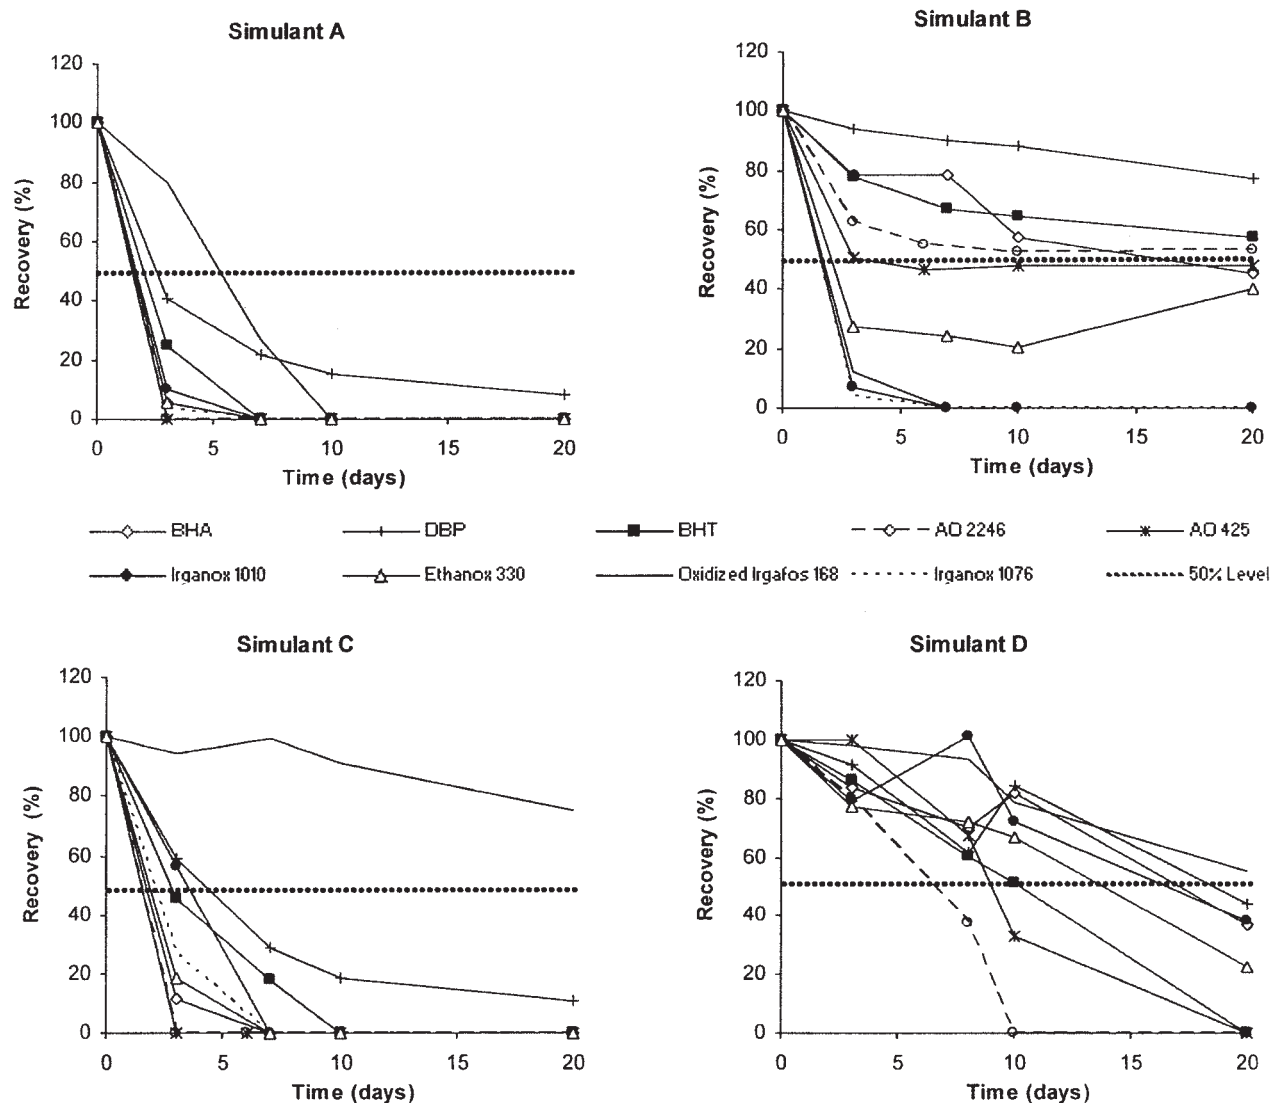 Simulant A
120
100
80
60
40
20
0
Recovery (%)
0 5 10 15 20
Time (days)
Simulant B
120
100
80
60
40
20
0
Recovery (%)
0 5 10 15 20
Time (days)
BHA DBP BHT AO 2246 AO 425
Irganox 1010 Ethanox 330 Oxidized Irgafos 168 Irganox 1076 50% Level
Simulant C
120
100
80
60
40
20
0
Recovery (%)
0 5 10 15 20
Time (days)
Simulant D
120
100
80
60
40
20
0
Recovery (%)
0 5 10 15 20
Time (days)